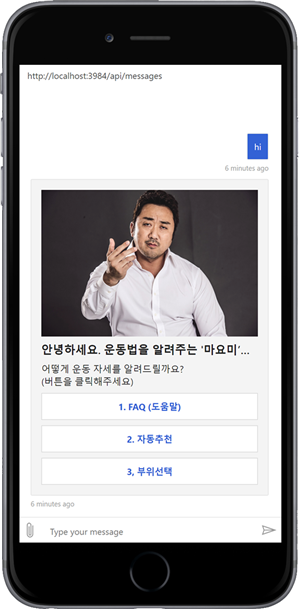 http://localhost:3984/api/messages
hi
6 minutes ago
안녕하세요. 운동법을 알려주는 '마요미'...
어떻게 운동 자세를 알려드릴까요?
(버튼을 클릭해주세요)
1. FAQ (도움말)
2. 자동추천
3, 부위선택
6 minutes ago
Type your message